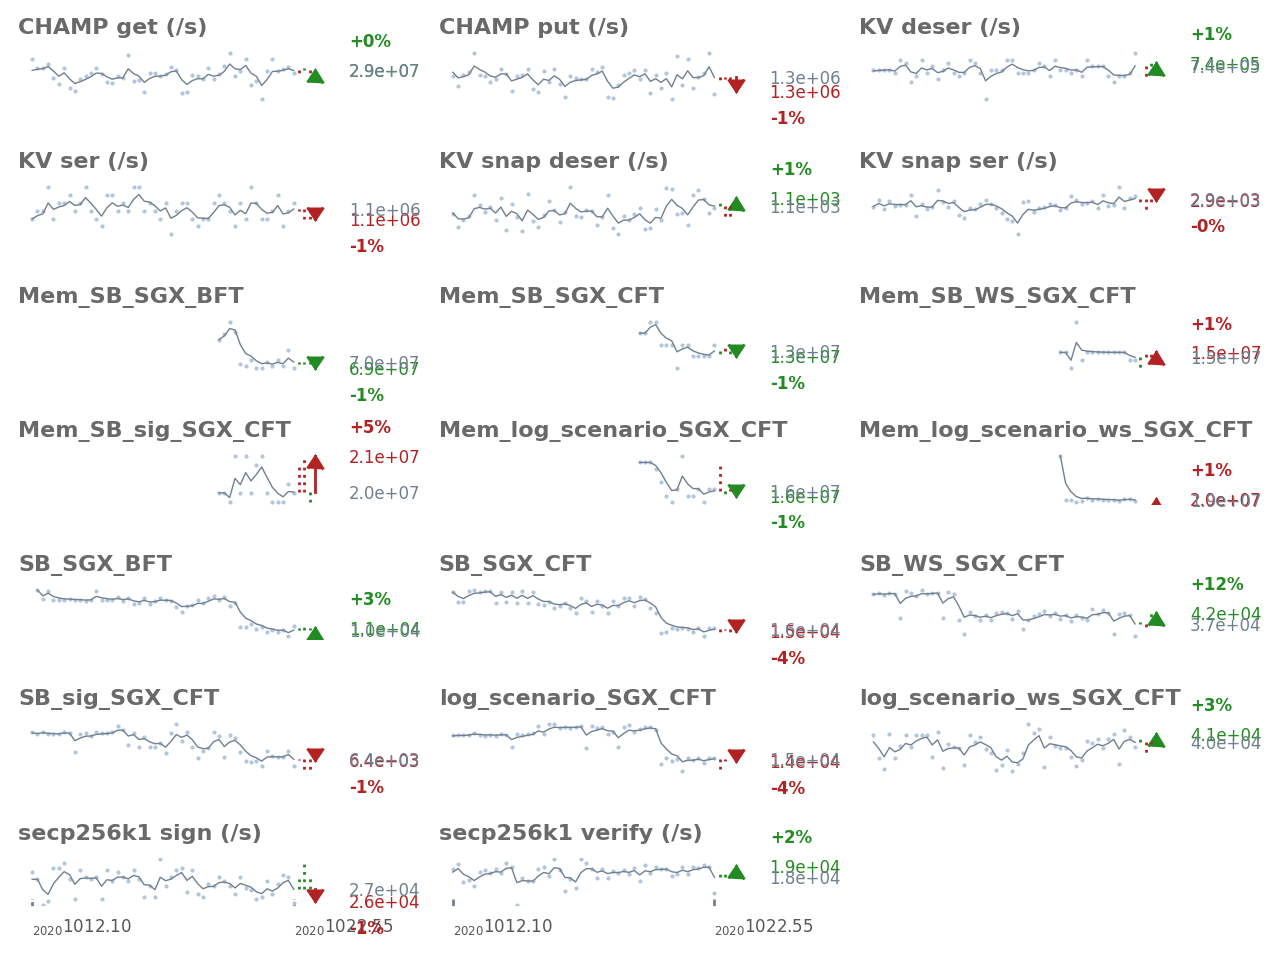 CHAMP get (/s)
+0%
2.9e+07
CHAMP put (/s)
1.3e+06
1.3e+06
-1%
KV deser (/s)
+1%
7.4e+05
7.4e+05
KV ser (/s)
1.1e+06
1.1e+06
-1%
KV snap deser (/s)
+1%
1.1e+03
1.1e+03
KV snap ser (/s)
2.9e+03
2.9e+03
-0%
Mem_SB_SGX_BFT
7.0e+07
6.9e+07
-1%
Mem_SB_SGX_CFT
1.3e+07
1.3e+07
-1%
Mem_SB_WS_SGX_CFT
+1%
1.5e+07
1.5e+07
Mem_SB_sig_SGX_CFT
+5%
2.1e+07
2.0e+07
Mem_log_scenario_SGX_CFT
1.6e+07
1.6e+07
-1%
Mem_log_scenario_ws_SGX_CFT
+1%
2.0e+07
SB_SGX_BFT
+3%
1.1e+04
1.0e+04
SB_SGX_CFT
1.6e+04
1.5e+04
-4%
SB_WS_SGX_CFT
+12%
4.2e+04
3.7e+04
SB_sig_SGX_CFT
6.4e+03
-1%
log_scenario_SGX_CFT
1.5e+04
1.4e+04
-4%
log_scenario_ws_SGX_CFT
+3%
4.1e+04
4.0e+04
secp256k1 sign (/s)
2.7e+04
2.6e+04
-1%
2020 1012.10
2020 1022.55
secp256k1 verify (/s)
+2%
1.9e+04
1.8e+04
2020 1012.10
2020 1022.55